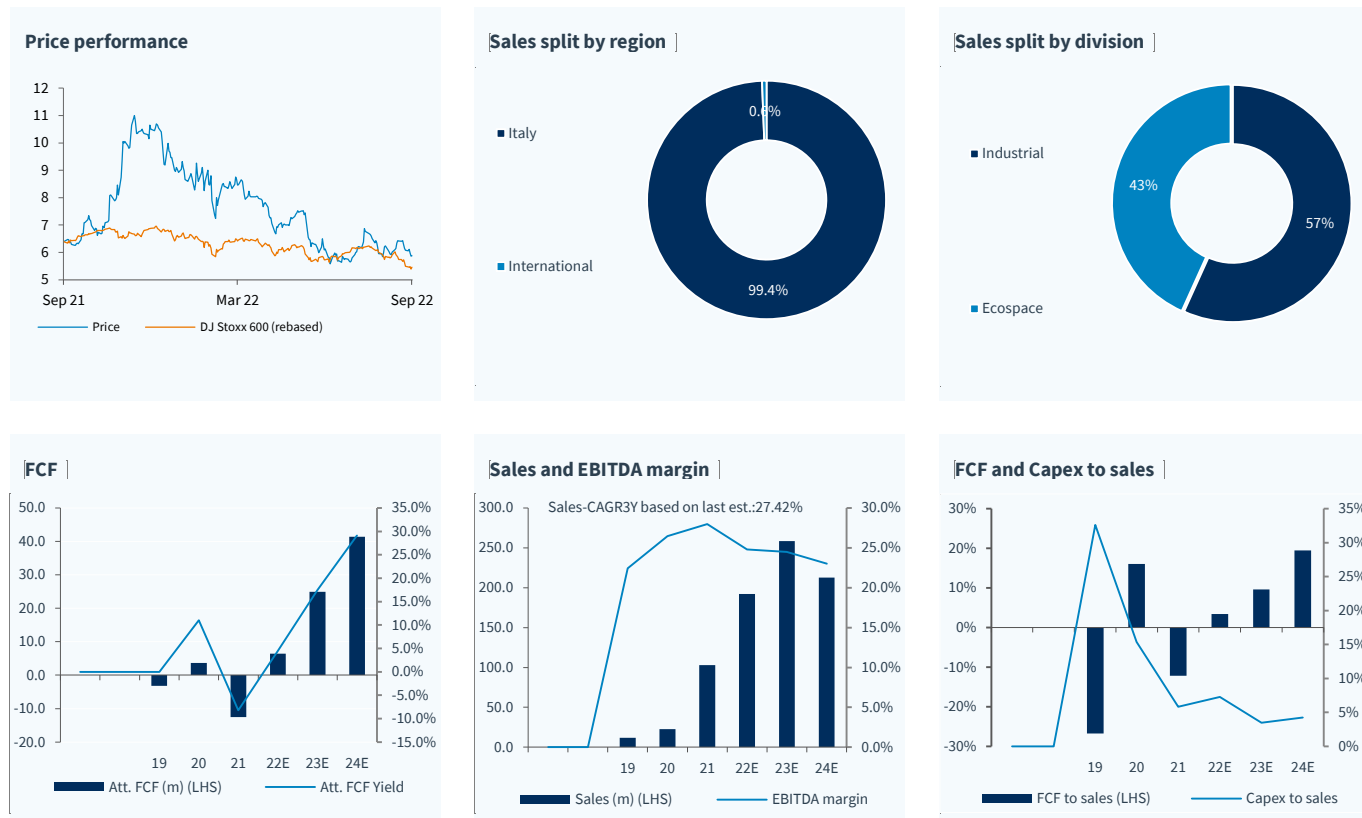 Price performance
12
11
10
9
8
7
6
5
Sep 21 Mar 22 Sep 22
Price DJ Stoxx 600 (rebased)
Sales split by region
Italy
International
0.6%
99.4%
Sales split by division
Industrial
Ecospace
43%
57%
FCF
50.0 35.0%
40.0 30.0%
30.0 25.0%
20.0 20.0%
10.0 15.0%
0.0 10.0%
-10.0 5.0%
-20.0 0.0%
-5.0%
-10.0%
-15.0%
19 20 21 22E 23E 24E
Att. FCF (m) (LHS) Att. FCF Yield
Sales and EBITDA margin
Sales-CAGR3Y based on last est.:27.42%
300.0 30.0%
250.0 25.0%
200.0 20.0%
150.0 15.0%
100.0 10.0%
50.0 5.0%
0.0 0.0%
19 20 21 22E 23E 24E
Sales (m) (LHS) EBITDA margin
FCF and Capex to sales
30% 35%
20% 30%
10% 25%
0% 20%
-10% 15%
-20% 10%
-30% 5%
0%
19 20 21 22E 23E 24E
FCF to sales (LHS) Capex to sales